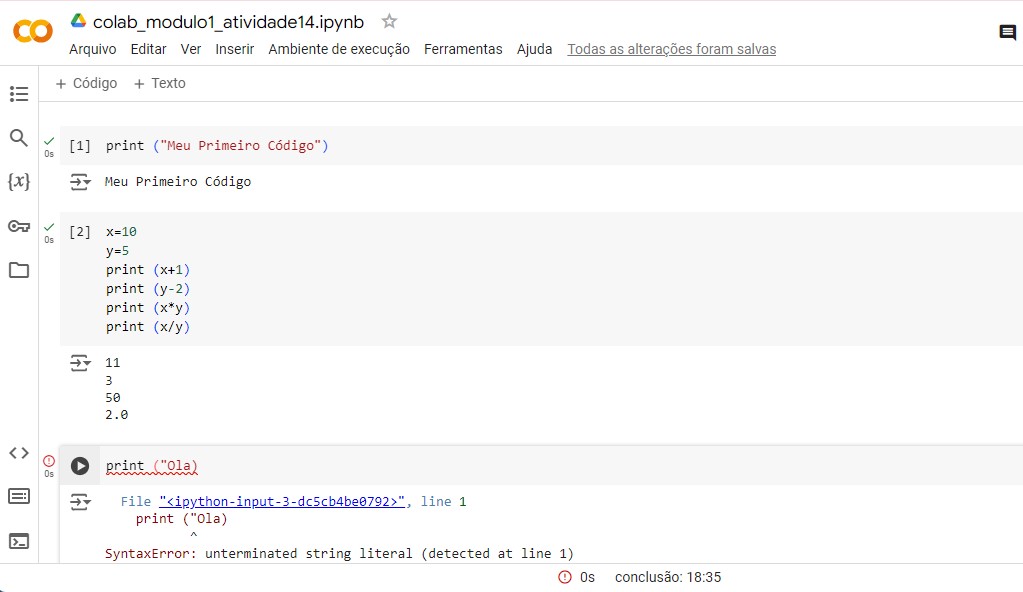 colab_modulo1_atividade14.ipynb
Arquivo Editar Ver Inserir Ambiente de execução Ferramentas Ajuda Todas as alterações foram salvas
+ Código + Texto
[1] print ("Meu Primeiro Código")
0s
Meu Primeiro Código
{x}
[2] x=10
0s
y=5
print (x+1)
print (y-2)
print (x*y)
print (x/y)
11
3
50
2.0
print ("Ola)
0s
File "<ipython-input-3-dc5cb4be0792>", line 1
print ("Ola)
^
SyntaxError: unterminated string literal (detected at line 1)
0s conclusão: 18:35